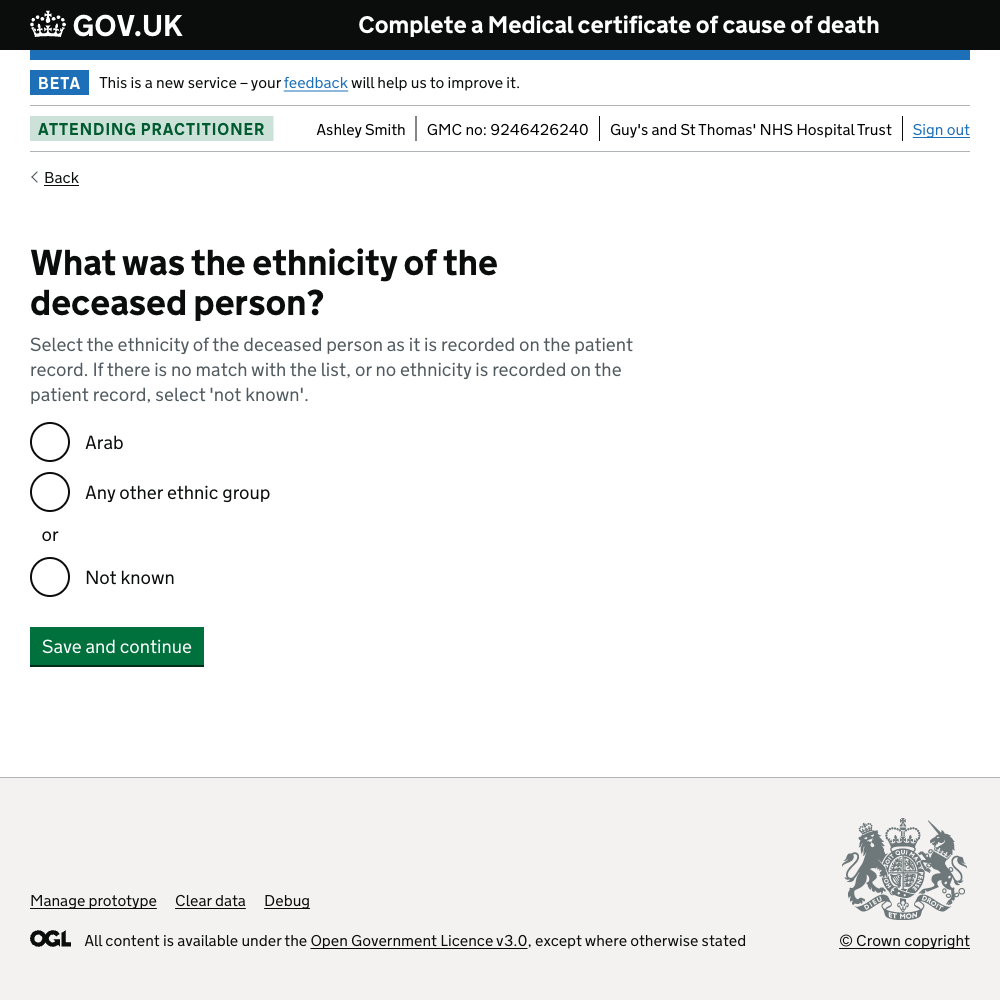 GOV.UK
Complete a Medical certificate of cause of death
BETA This is a new service – your feedback will help us to improve it.
ATTENDING PRACTITIONER Ashley Smith GMC no: 9246426240 Guy's and St Thomas' NHS Hospital Trust Sign out
Back
What was the ethnicity of the
deceased person?
Select the ethnicity of the deceased person as it is recorded on the patient
record. If there is no match with the list, or no ethnicity is recorded on the
patient record, select 'not known'.
Arab
Any other ethnic group
or
Not known
Save and continue
Manage prototype Clear data Debug
OGL All content is available under the Open Government Licence v3.0, except where otherwise stated
DIEU ET MON DROIT
© Crown copyright